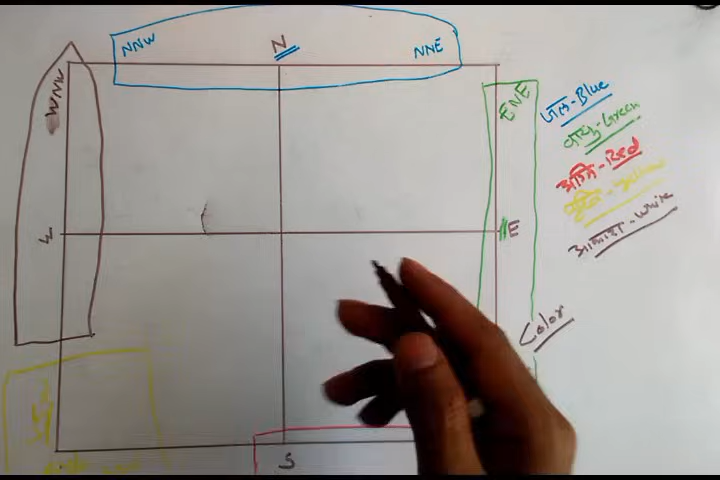 N
NNW NNE
WNW
ENE
E
S
जल-Blue
वायु-Green
अग्नि-Red
yellow
आकाश-white
Color